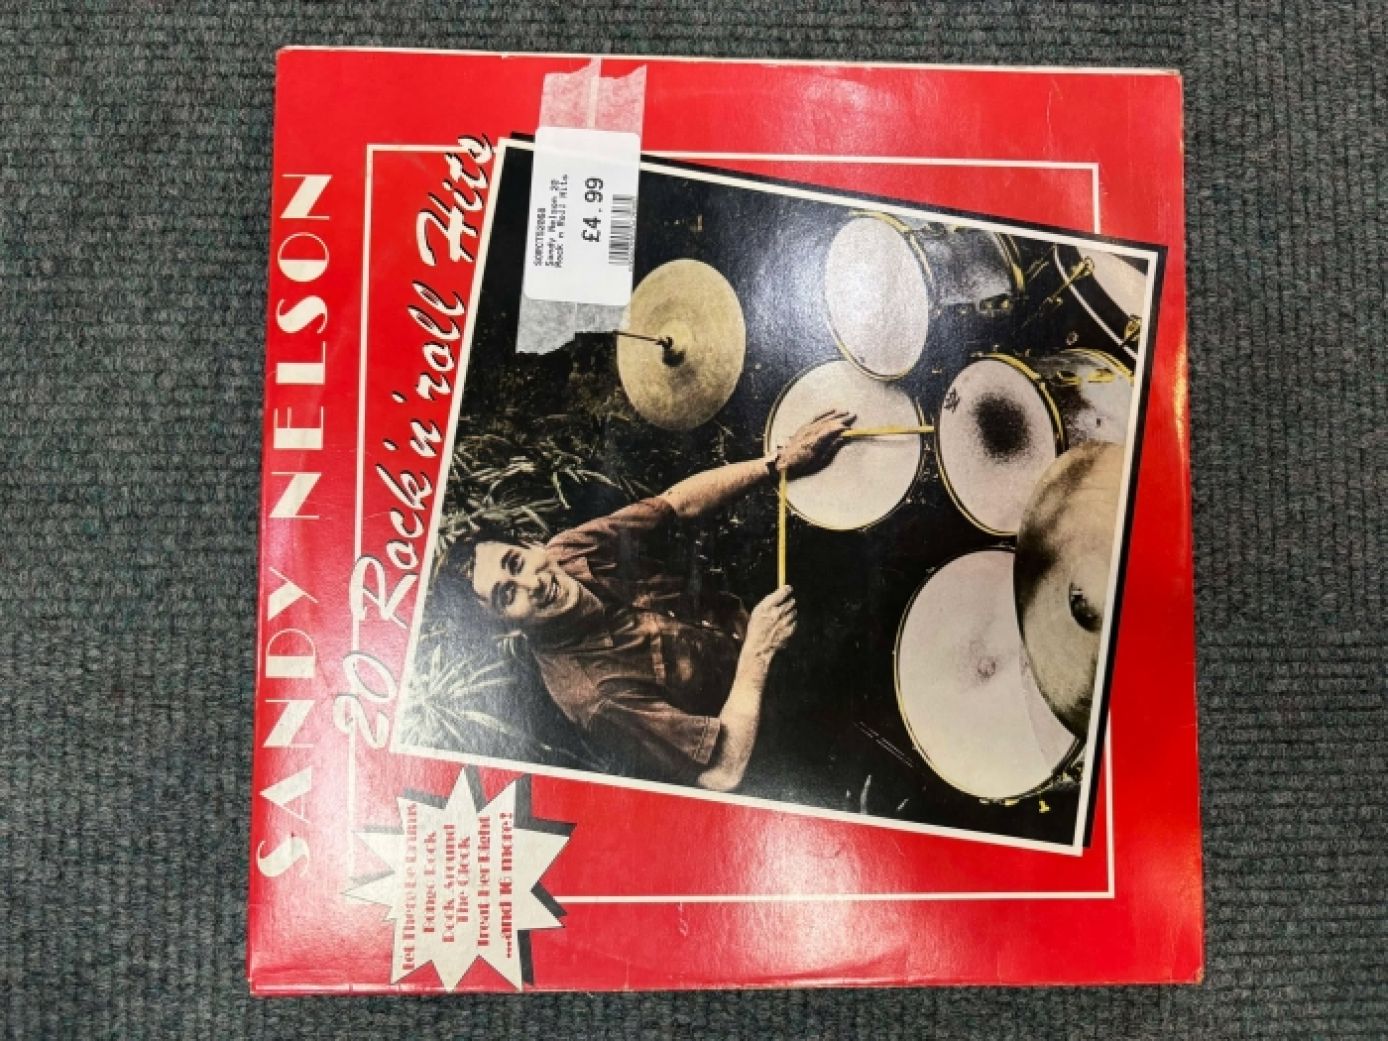 SANDY NELSON
20 Rock 'n' roll Hits
Sandy Nelson 20
Rock n Roll Hits
£4.99
Let There Be Drums
Bongo Rock
Rock Around
The Clock
Treat Her Right
...and 16 more!